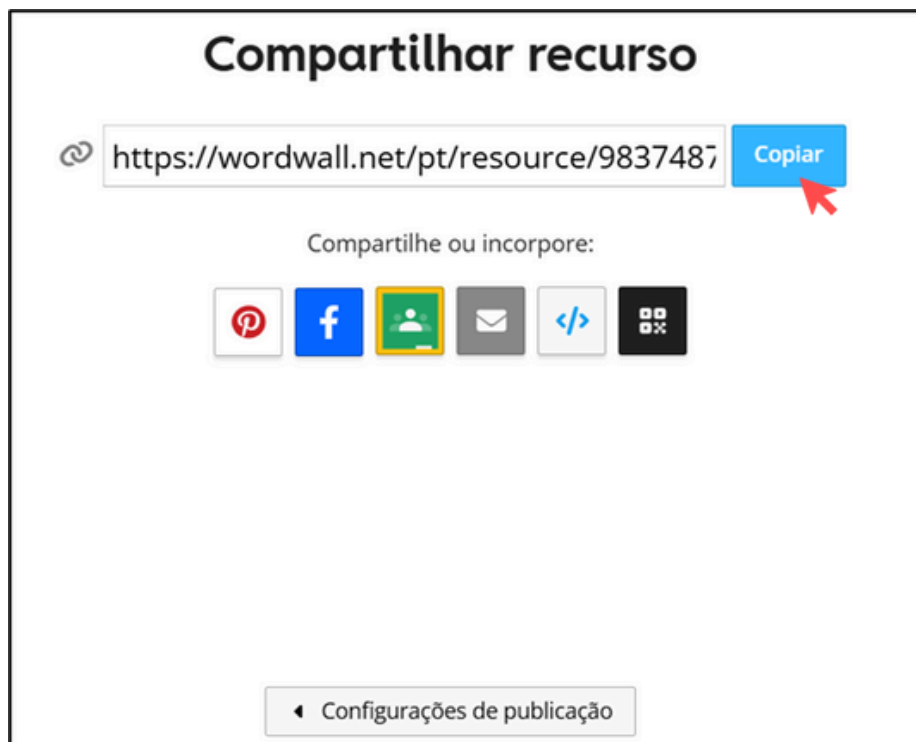 Compartilhar recurso
https://wordwall.net/pt/resource/9837487
Copiar
Compartilhe ou incorpore:
Configurações de publicação